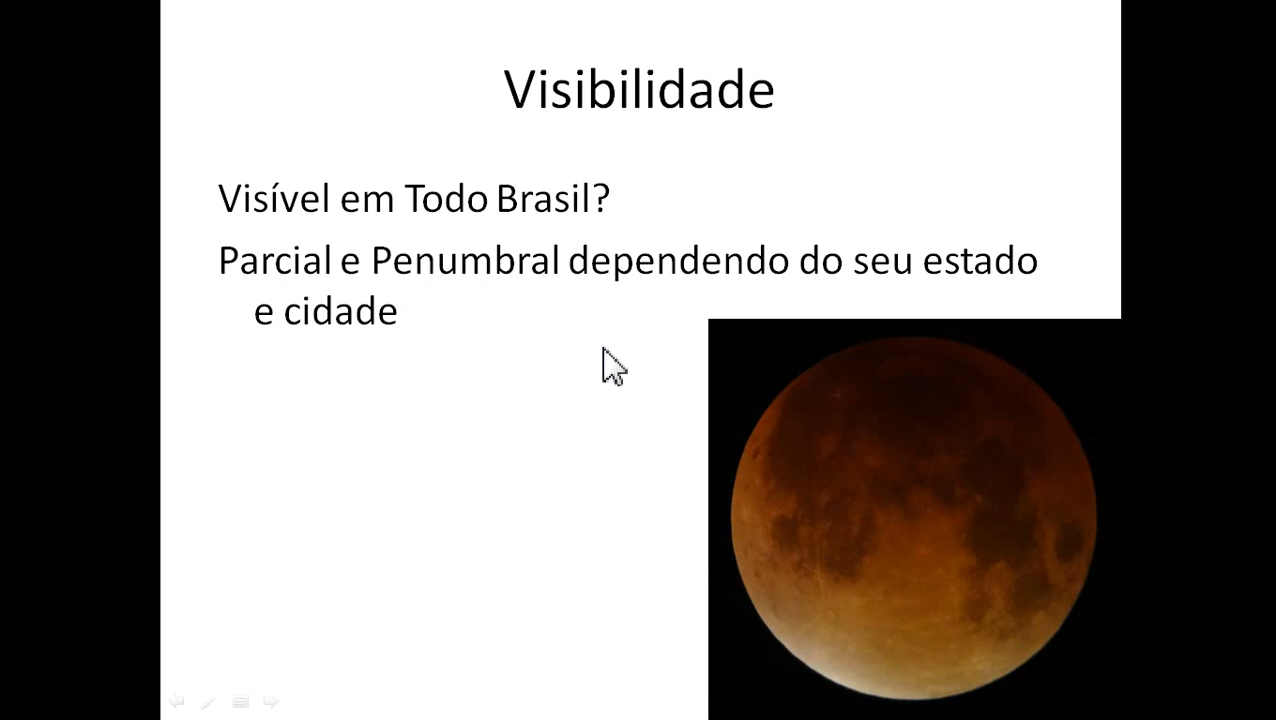 Visibilidade
Visível em Todo Brasil?
Parcial e Penumbral dependendo do seu estado
e cidade